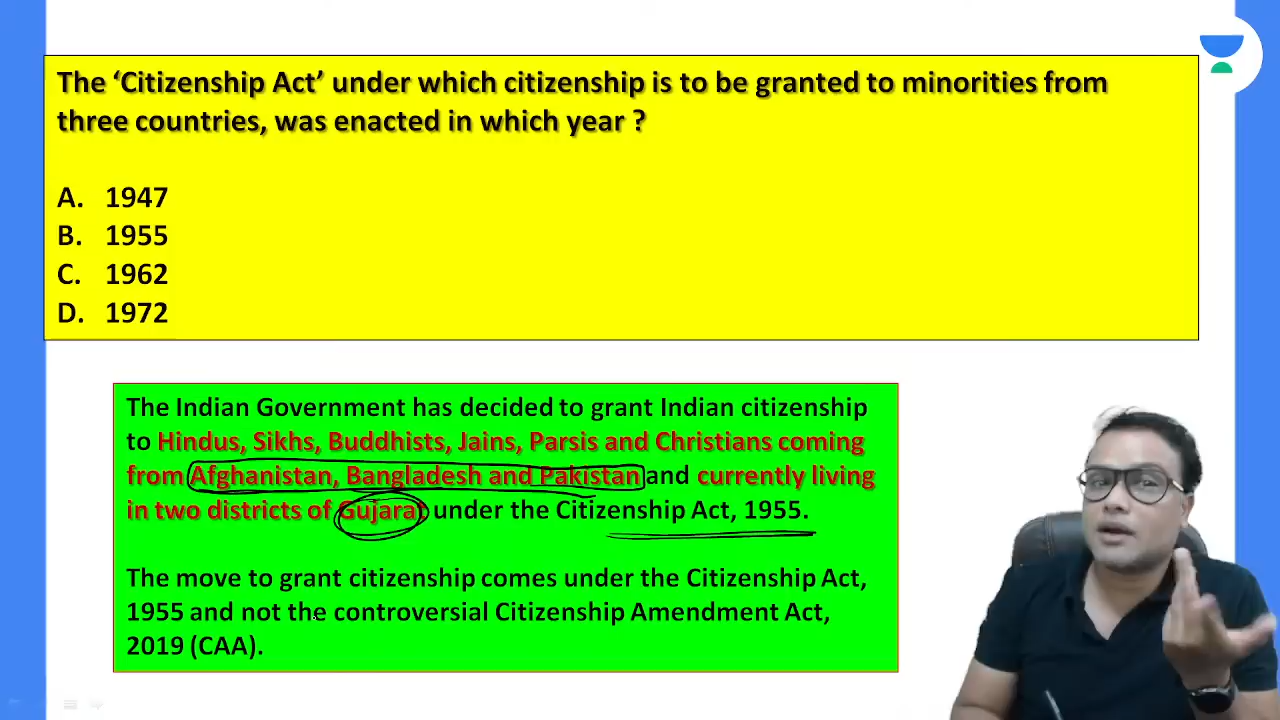 The ‘Citizenship Act’ under which citizenship is to be granted to minorities from
three countries, was enacted in which year ?
A. 1947
B. 1955
C. 1962
D. 1972
The Indian Government has decided to grant Indian citizenship
to Hindus, Sikhs, Buddhists, Jains, Parsis and Christians coming
from Afghanistan, Bangladesh and Pakistan and currently living
in two districts of Gujarat under the Citizenship Act, 1955.
The move to grant citizenship comes under the Citizenship Act,
1955 and not the controversial Citizenship Amendment Act,
2019 (CAA).